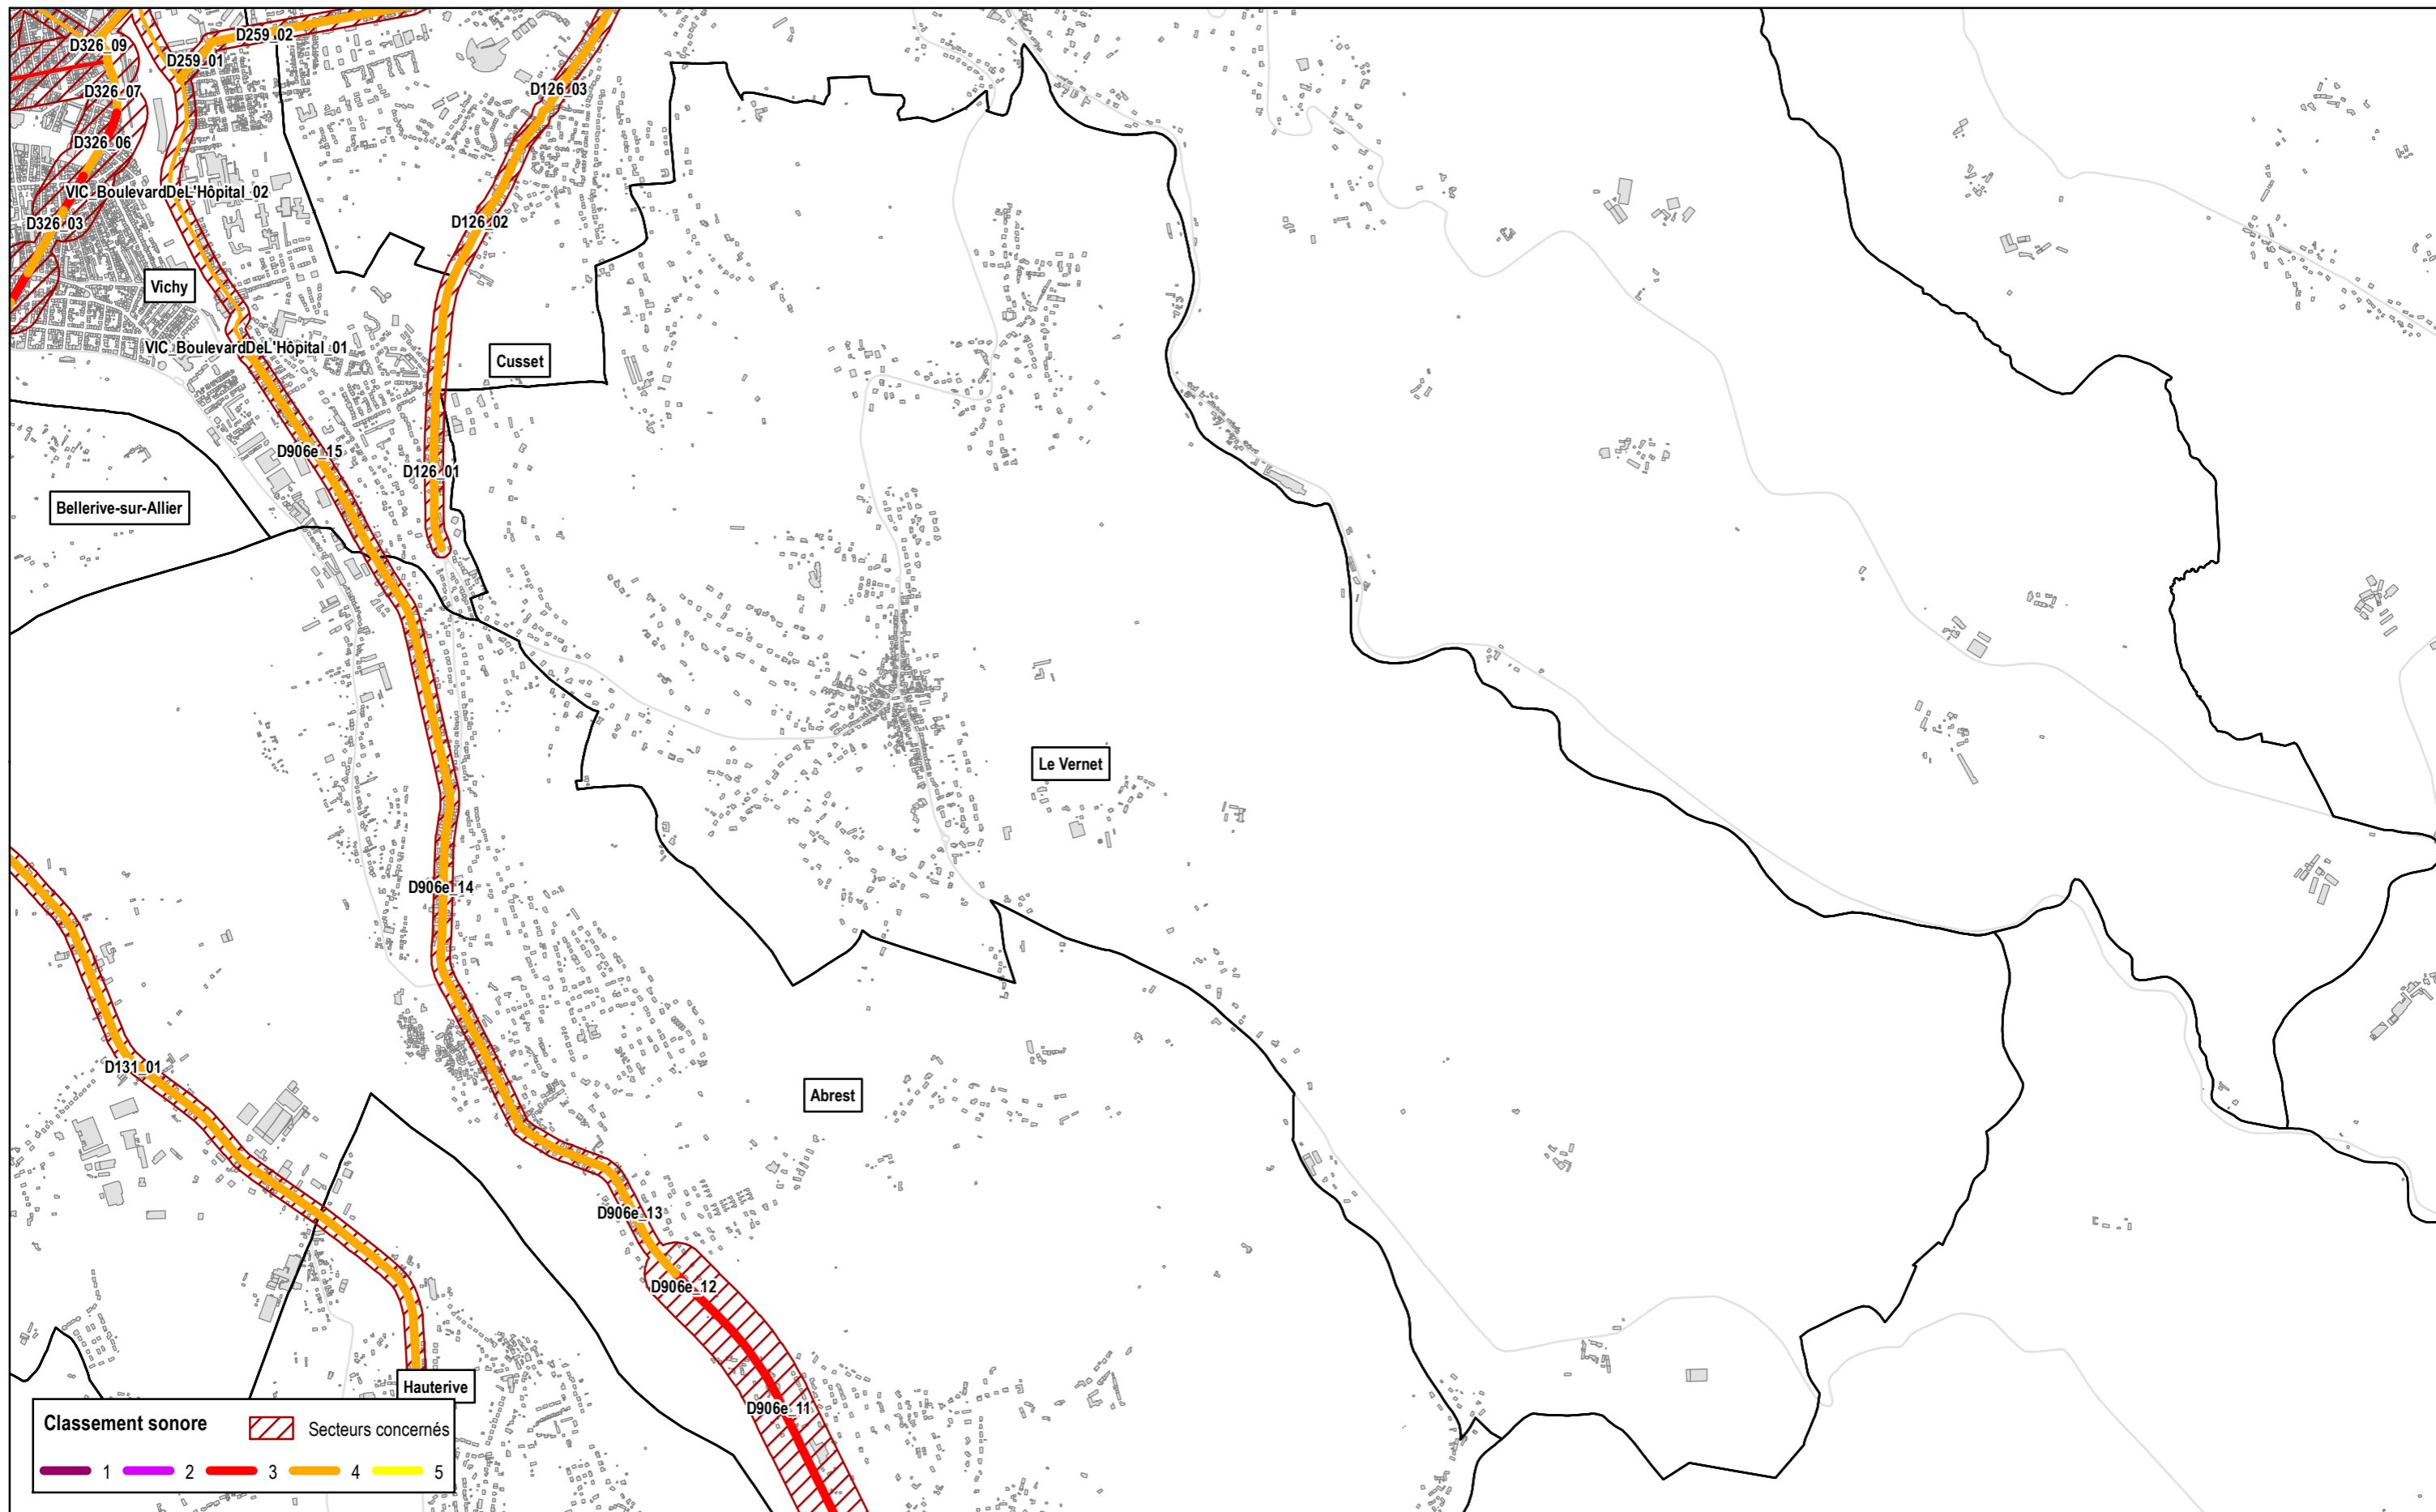 D326_09
D259_02
D259_01
D326_07
D126_03
D326_06
VIC_BoulevardDeL'Hôpital_02
D326_03
D126_02
Vichy
VIC_BoulevardDeL'Hôpital_01
Cusset
D906e_15
D126_01
Bellerive-sur-Allier
Le Vernet
D906e_14
D131_01
Abrest
D906e_13
D906e_12
Hauterive
D906e_11
Classement sonore
Secteurs concernés
1 2 3 4 5